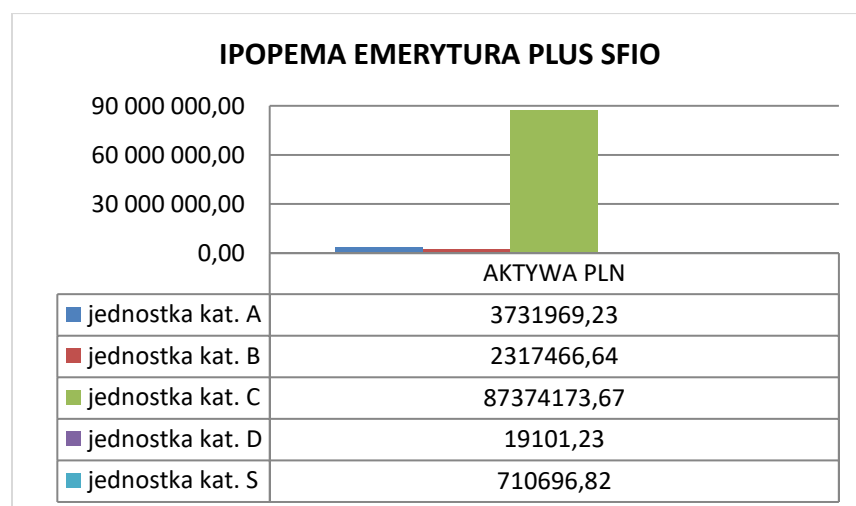 IPOPEMA EMERYTURA PLUS SFIO
90 000 000,00
60 000 000,00
30 000 000,00
0,00
AKTYWA PLN
jednostka kat. A 3731969,23
jednostka kat. B 2317466,64
jednostka kat. C 87374173,67
jednostka kat. D 19101,23
jednostka kat. S 710696,82